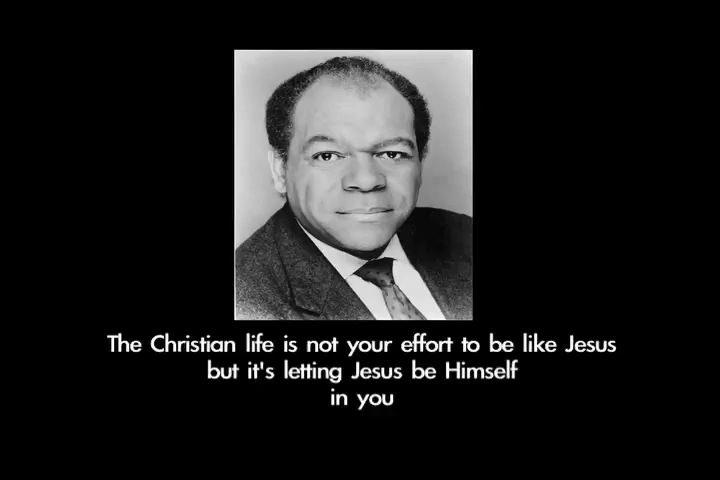 The Christian life is not your effort to be like Jesus
but it's letting Jesus be Himself
in you